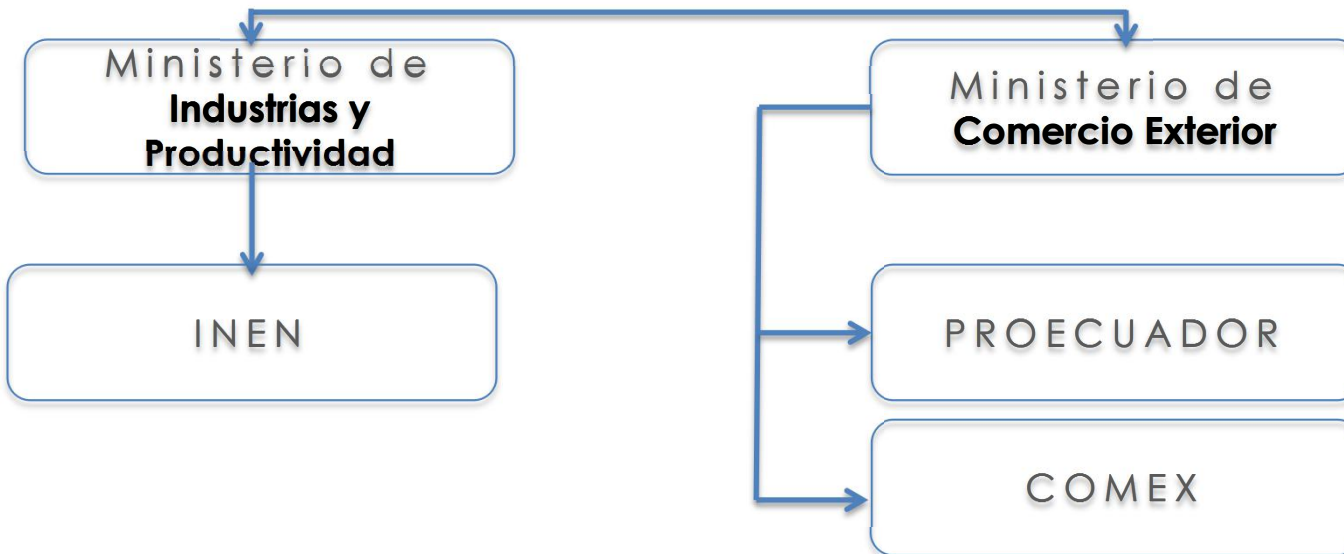 Ministerio de
Industrias y
Productividad
Ministerio de
Comercio Exterior
INEN
PROECUADOR
COMEX